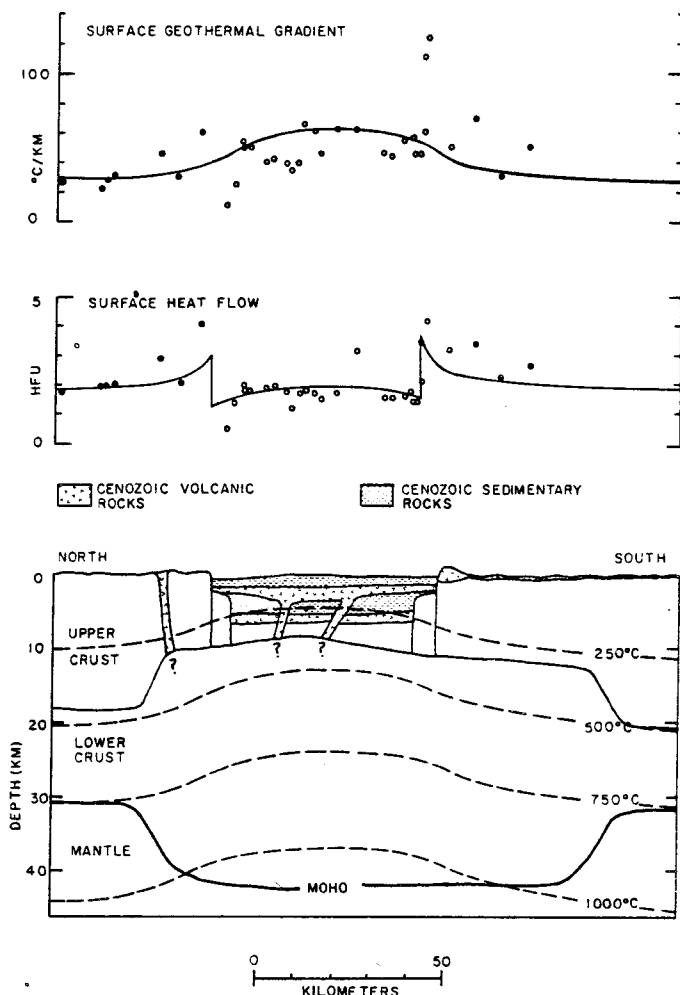 SURFACE GEOTHERMAL GRADIENT
100
°C/KM
0
5
SURFACE HEAT FLOW
HFU
0
CENOZOIC VOLCANIC
ROCKS
CENOZOIC SEDIMENTARY
ROCKS
NORTH
SOUTH
0
UPPER
CRUST
10
250°C
?
?
?
20
500°C
LOWER
CRUST
DEPTH (KM)
30
750°C
MANTLE
40
MOHO
1000°C
0
50
KILOMETERS